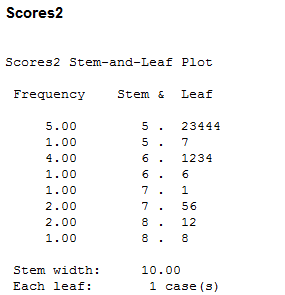 Scores2
Scores2 Stem-and-Leaf Plot
Frequency Stem & Leaf
5.00 5 . 23444
1.00 5 . 7
4.00 6 . 1234
1.00 6 . 6
1.00 7 . 1
2.00 7 . 56
2.00 8 . 12
1.00 8 . 8
Stem width: 10.00
Each leaf: 1 case(s)